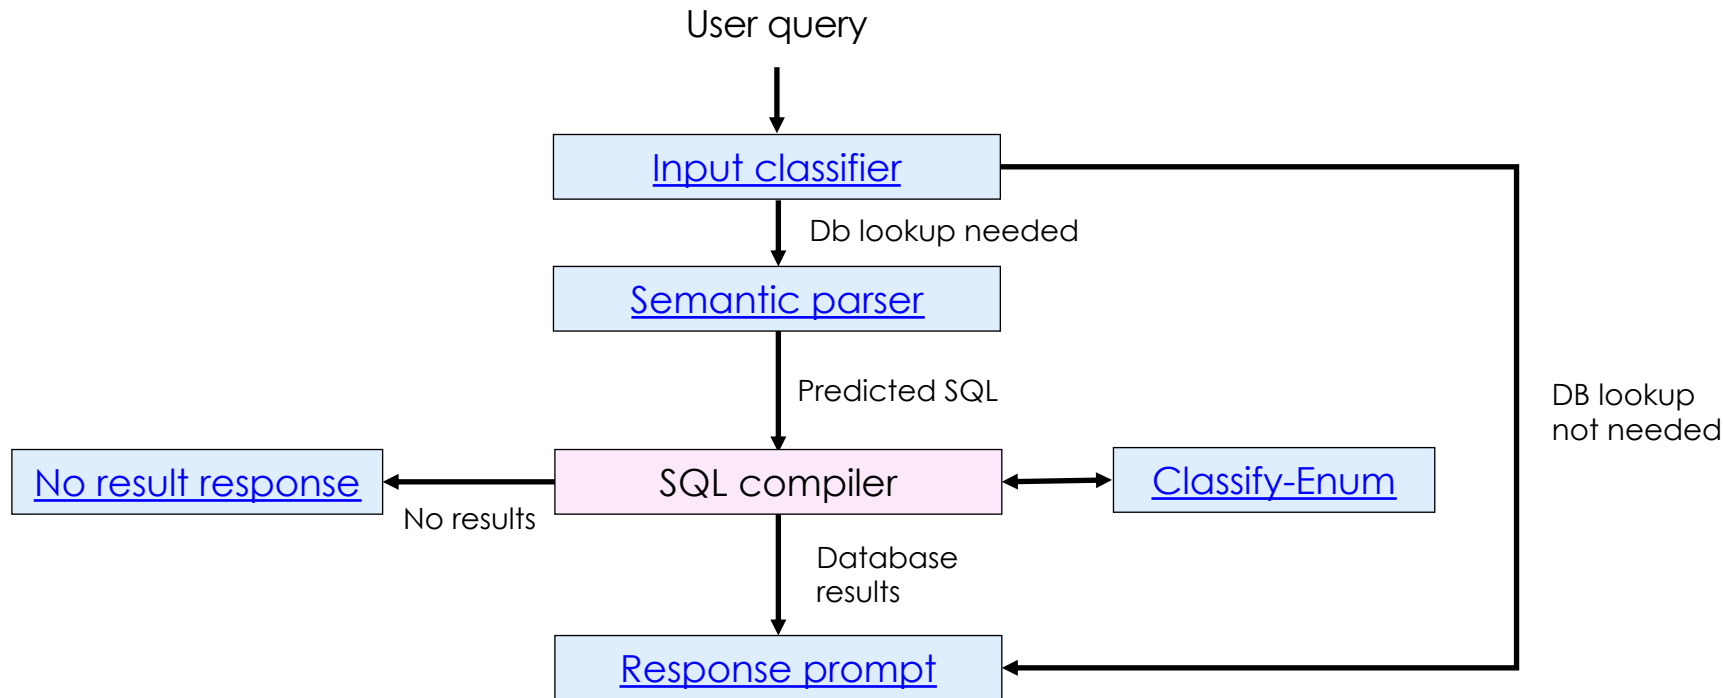 User query
Input classifier
Db lookup needed
Semantic parser
Predicted SQL
DB lookup
not needed
No result response
SQL compiler
Classify-Enum
No results
Database
results
Response prompt